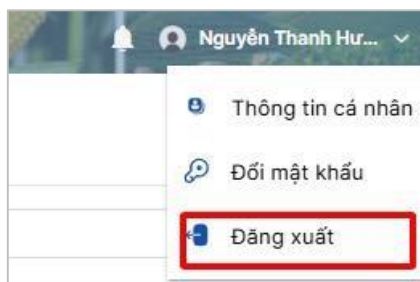 Nguyễn Thanh Hư...
Thông tin cá nhân
Đổi mật khẩu
Đăng xuất